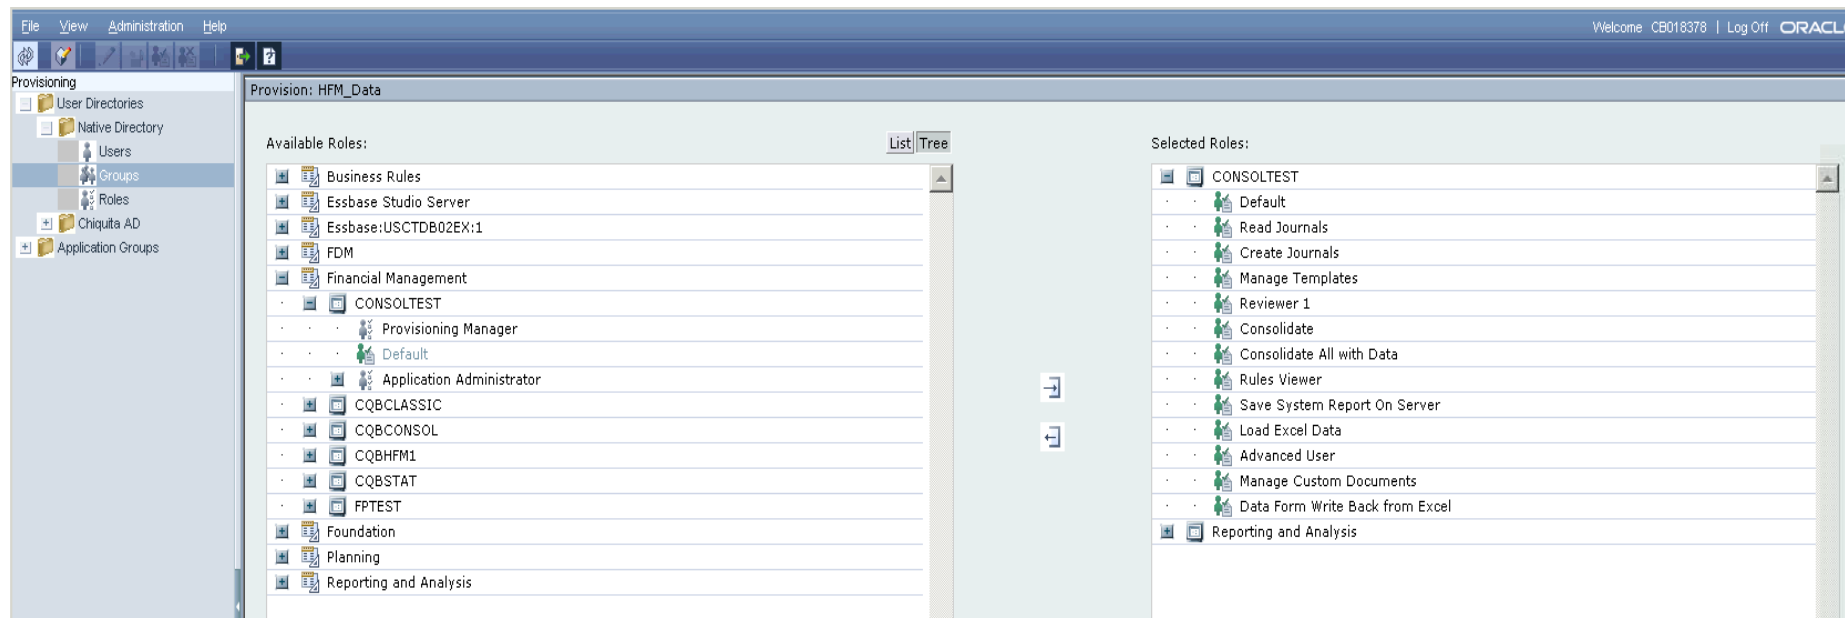 File View Administration Help Welcome CB018378 | Log Off ORACL
Provisioning
Provision: HFM_Data
User Directories
Native Directory
Users
Groups
Roles
Chiquita AD
Application Groups
Available Roles: List Tree
Business Rules
Essbase Studio Server
Essbase:USCTDB02EX:1
FDM
Financial Management
CONSOLTEST
Provisioning Manager
Default
Application Administrator
CQBCLASSIC
CQBCONSOL
CQBHFM1
CQBSTAT
FPTEST
Foundation
Planning
Reporting and Analysis
Selected Roles:
CONSOLTEST
Default
Read Journals
Create Journals
Manage Templates
Reviewer 1
Consolidate
Consolidate All with Data
Rules Viewer
Save System Report On Server
Load Excel Data
Advanced User
Manage Custom Documents
Data Form Write Back from Excel
Reporting and Analysis